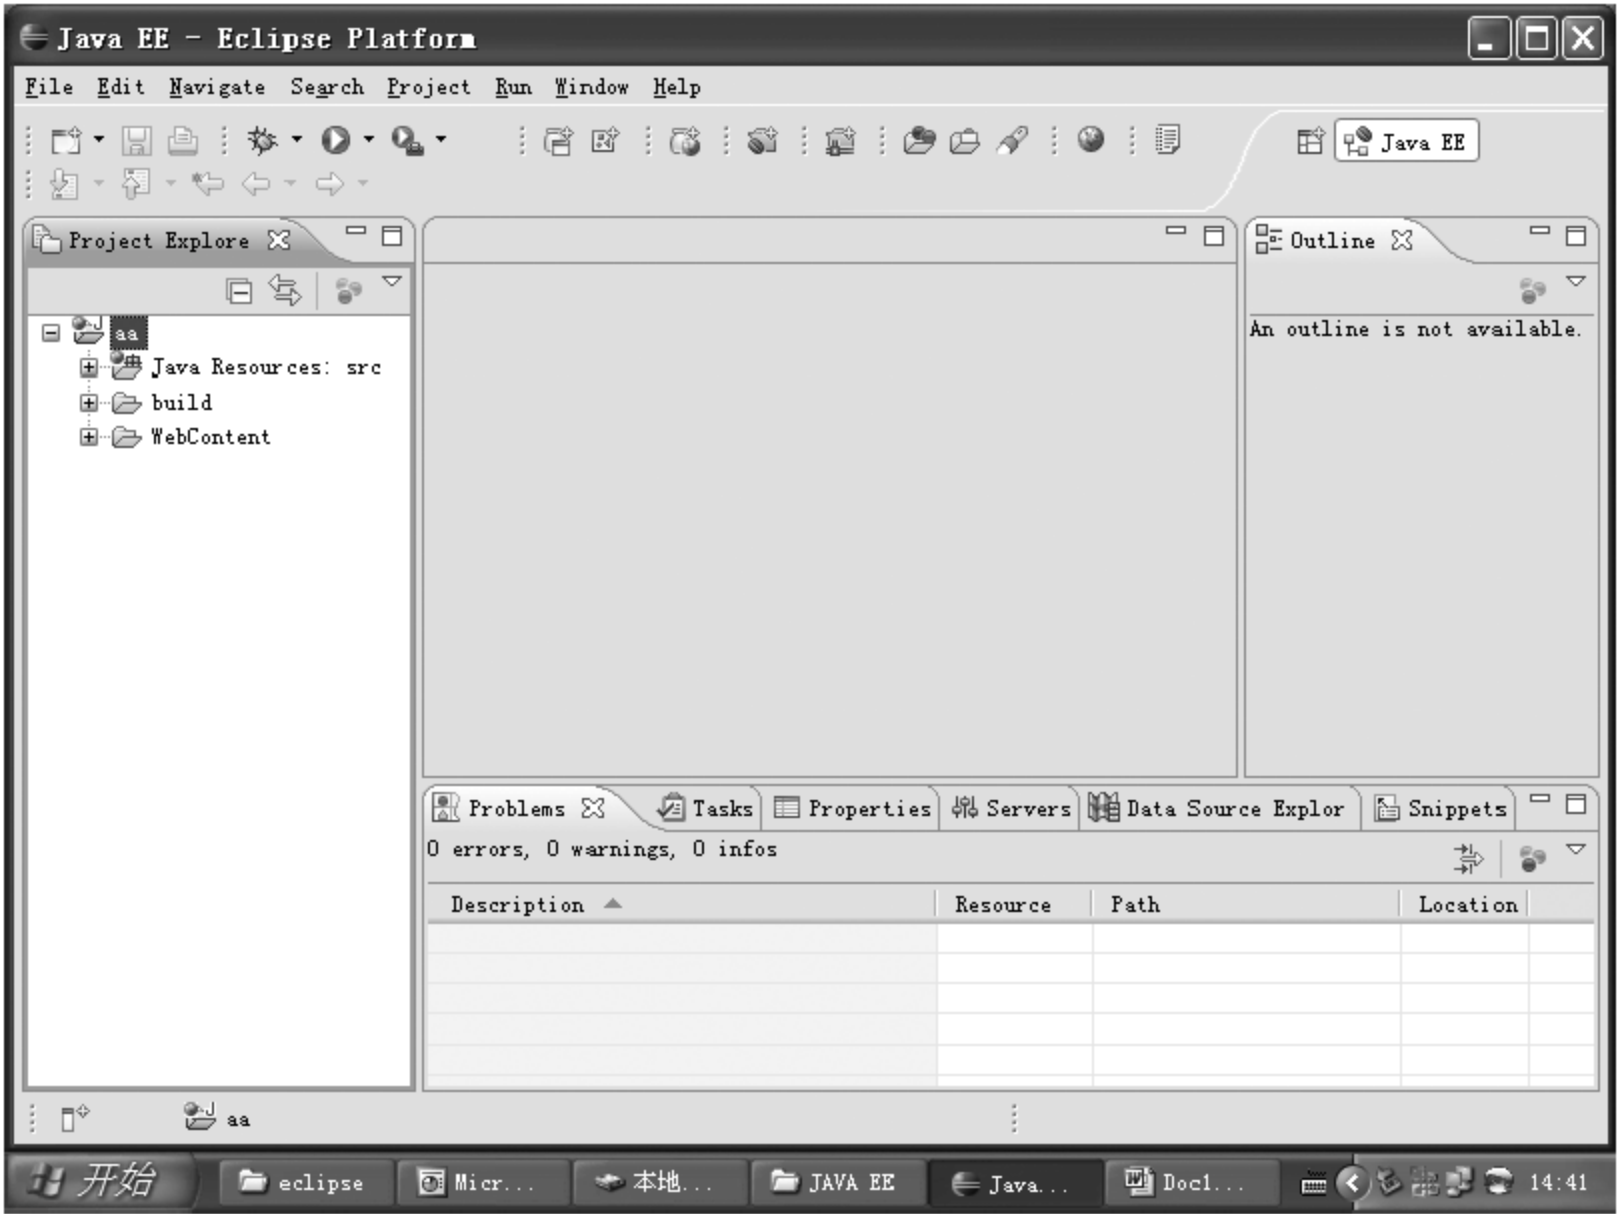 Java EE - Eclipse Platform
File Edit Navigate Search Project Run Window Help
Java EE
Project Explore
Outline
An outline is not available.
aa
Java Resources: src
build
WebContent
Problems Tasks Properties Servers Data Source Explor Snippets
0 errors, 0 warnings, 0 infos
Description Resource Path Location
aa
开始 eclipse Micr... 本地... JAVA EE Java... Doc1... 14:41